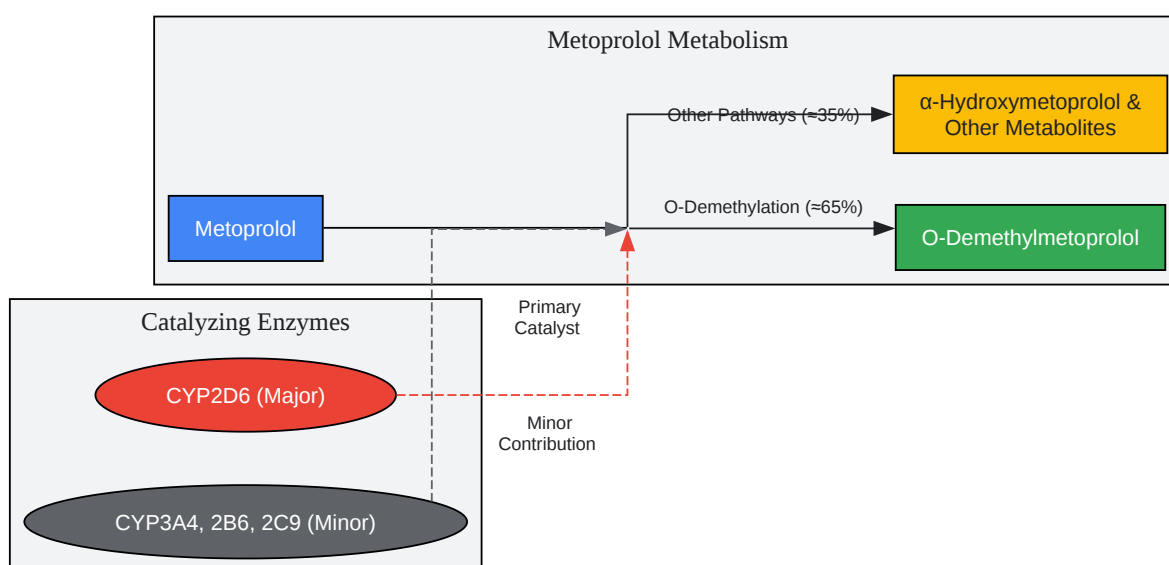 Metoprolol Metabolism
Other Pathways (≈35%)
α-Hydroxymetoprolol &
Other Metabolites
Metoprolol
O-Demethylation (≈65%)
O-Demethylmetoprolol
Catalyzing Enzymes
Primary
Catalyst
CYP2D6 (Major)
Minor
Contribution
CYP3A4, 2B6, 2C9 (Minor)